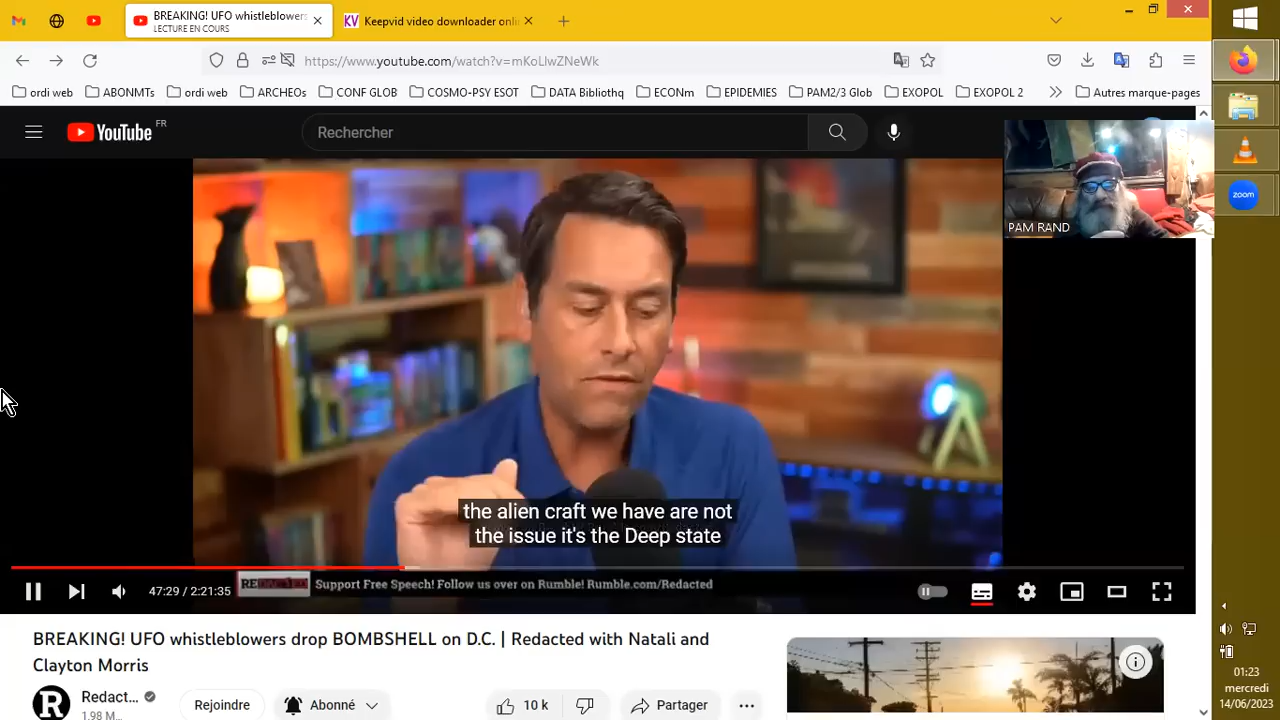 BREAKING! UFO whistleblowers
LECTURE EN COURS
KV Keepvid video downloader onli
https://www.youtube.com/watch?v=mKoLlwZNeWk
ordi web ABONMTs ordi web ARCHEOs CONF GLOB COSMO-PSY ESOT DATA Bibliothq ECONm EPIDEMIES PAM2/3 Glob EXOPOL EXOPOL 2 Autres marque-pages
YouTube FR
Rechercher
PAM RAND
zoom
the alien craft we have are not
the issue it's the Deep state
47:29 / 2:21:35
REDACTED Support Free Speech! Follow us over on Rumble! Rumble.com/Redacted
BREAKING! UFO whistleblowers drop BOMBSHELL on D.C. | Redacted with Natali and
Clayton Morris
R Redact...
1,98 M...
Rejoindre
Abonné
10 k
Partager
01:23
mercredi
14/06/2023